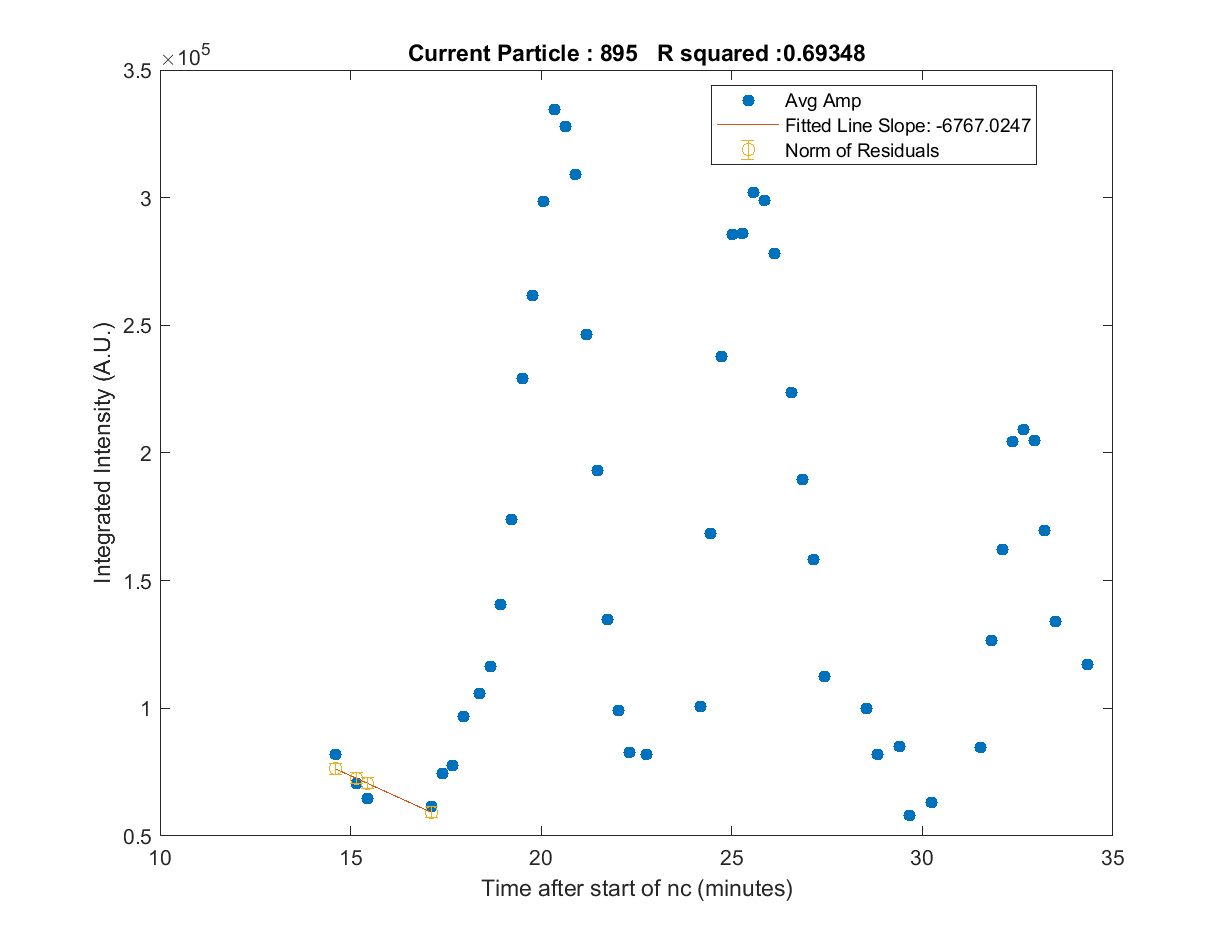 Current Particle : 895   R squared :0.69348
×10^5
3.5
3
2.5
2
1.5
1
0.5
10
15
20
25
30
35
Integrated Intensity (A.U.)
Time after start of nc (minutes)
Avg Amp
Fitted Line Slope: -6767.0247
Norm of Residuals